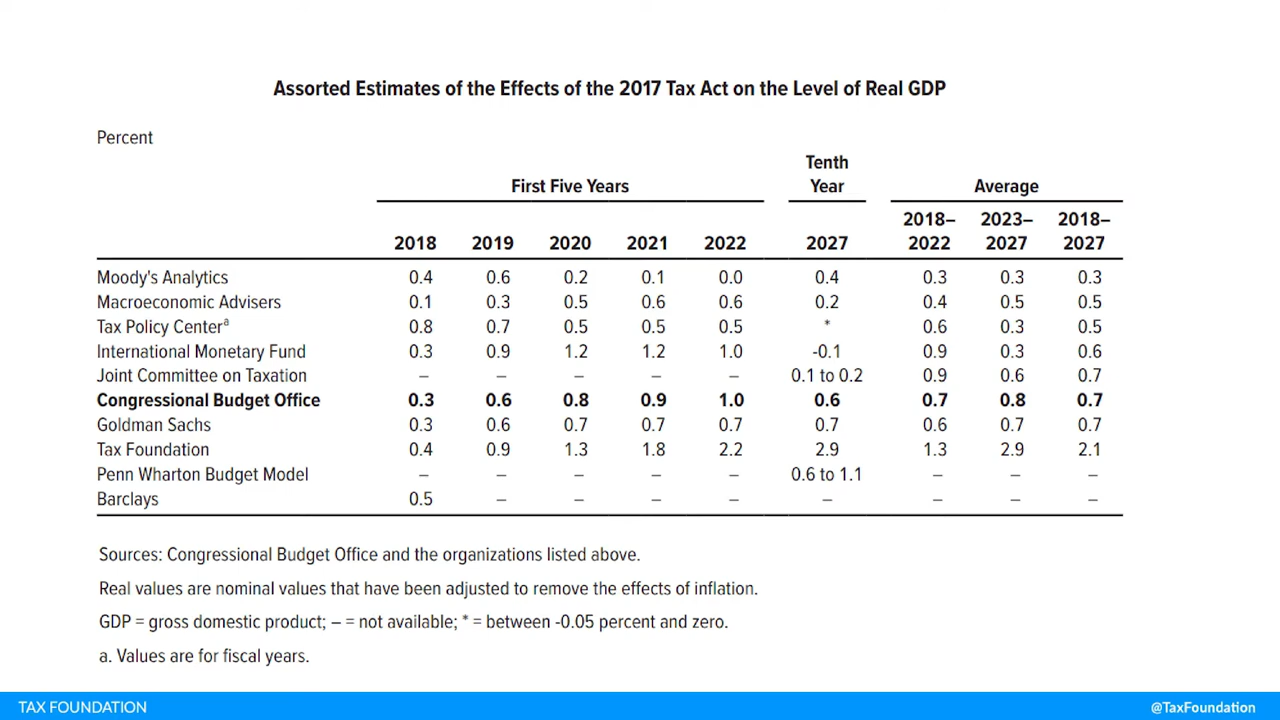 Assorted Estimates of the Effects of the 2017 Tax Act on the Level of Real GDP
Percent
First Five Years Tenth Year Average
2018 2019 2020 2021 2022 2027 2018–2022 2023–2027 2018–2027
Moody's Analytics 0.4 0.6 0.2 0.1 0.0 0.4 0.3 0.3 0.3
Macroeconomic Advisers 0.1 0.3 0.5 0.6 0.6 0.2 0.4 0.5 0.5
Tax Policy Centerᵃ 0.8 0.7 0.5 0.5 0.5 * 0.6 0.3 0.5
International Monetary Fund 0.3 0.9 1.2 1.2 1.0 -0.1 0.9 0.3 0.6
Joint Committee on Taxation – – – – – 0.1 to 0.2 0.9 0.6 0.7
Congressional Budget Office 0.3 0.6 0.8 0.9 1.0 0.6 0.7 0.8 0.7
Goldman Sachs 0.3 0.6 0.7 0.7 0.7 0.7 0.6 0.7 0.7
Tax Foundation 0.4 0.9 1.3 1.8 2.2 2.9 1.3 2.9 2.1
Penn Wharton Budget Model – – – – – 0.6 to 1.1 – – –
Barclays 0.5 – – – – – – – –
Sources: Congressional Budget Office and the organizations listed above.
Real values are nominal values that have been adjusted to remove the effects of inflation.
GDP = gross domestic product; – = not available; * = between -0.05 percent and zero.
a. Values are for fiscal years.
TAX FOUNDATION @TaxFoundation